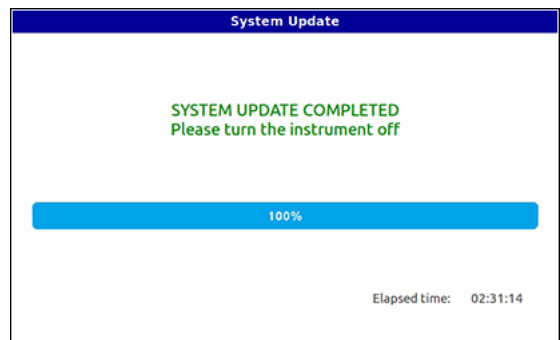 System Update
SYSTEM UPDATE COMPLETED
Please turn the instrument off
100%
Elapsed time: 02:31:14